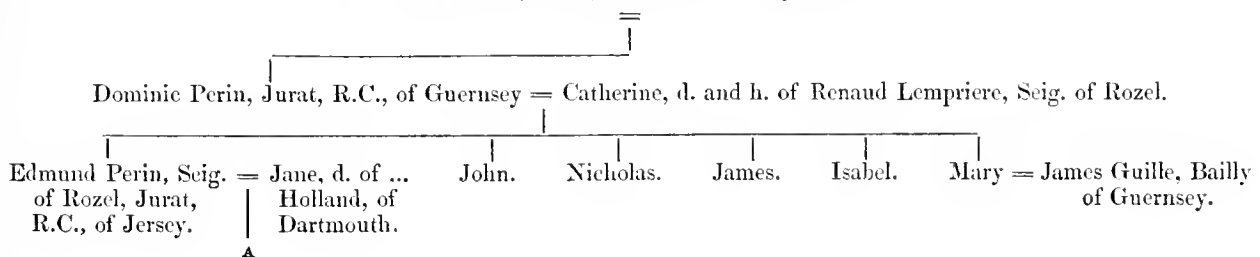 Dominic Perin, Jurat, R.C., of Guernsey = Catherine, d. and h. of Renaud Lempriere, Seig. of Rozel.
Edmund Perin, Seig. = Jane, d. of ... John. Nicholas. James. Isabel. Mary = James Guille, Bailly
of Rozel, Jurat, Holland, of of Guernsey.
R.C., of Jersey. Dartmouth.
A